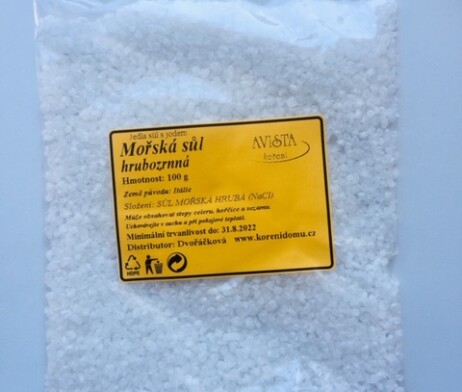 Jedlá sůl s jodem
Mořská sůl
hrubozrnná
AVISTA
koření
Hmotnost: 100 g
Země původu: Itálie
Složení: SŮL MOŘSKÁ HRUBÁ (NaCl)
Může obsahovat stopy celeru, hořčice a sezamu.
Uchovávejte v suchu a při pokojové teplotě.
Minimální trvanlivost do: 31.8.2022
Distributor: Dvořáčková www.korenidomu.cz
HDPE